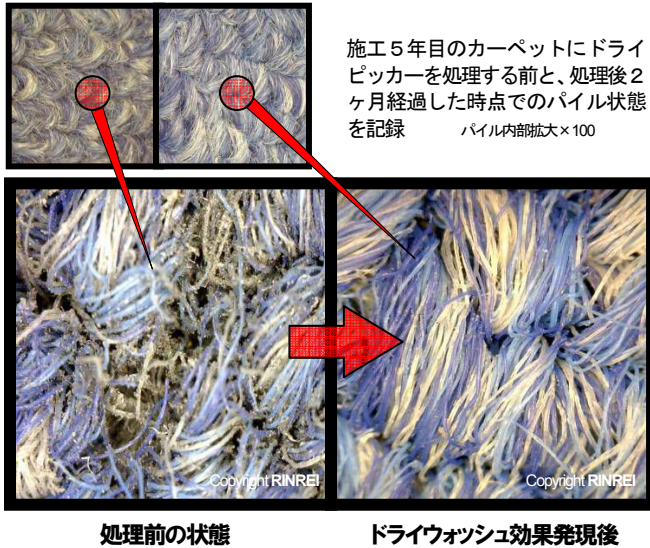 施工５年目のカーペットにドライ
ピッカーを処理する前と、処理後２
ヶ月経過した時点でのパイル状態
を記録 パイル内部拡大×100
Copyright RINREI
Copyright RINREI
処理前の状態
ドライウォッシュ効果発現後